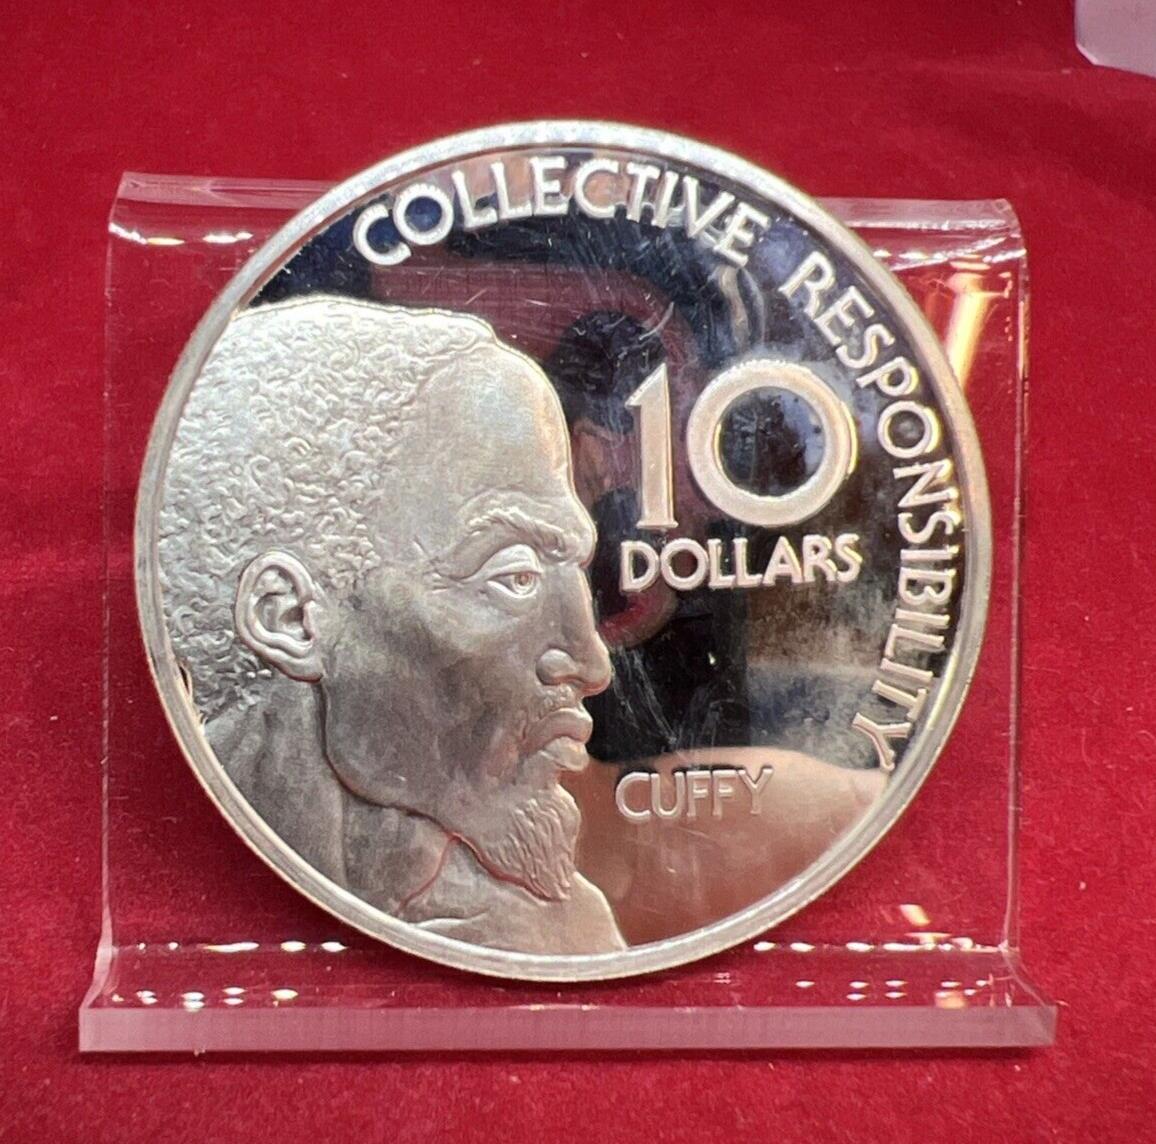 COLLECTIVE RESPONSIBILITY
10
DOLLARS
CUFFY